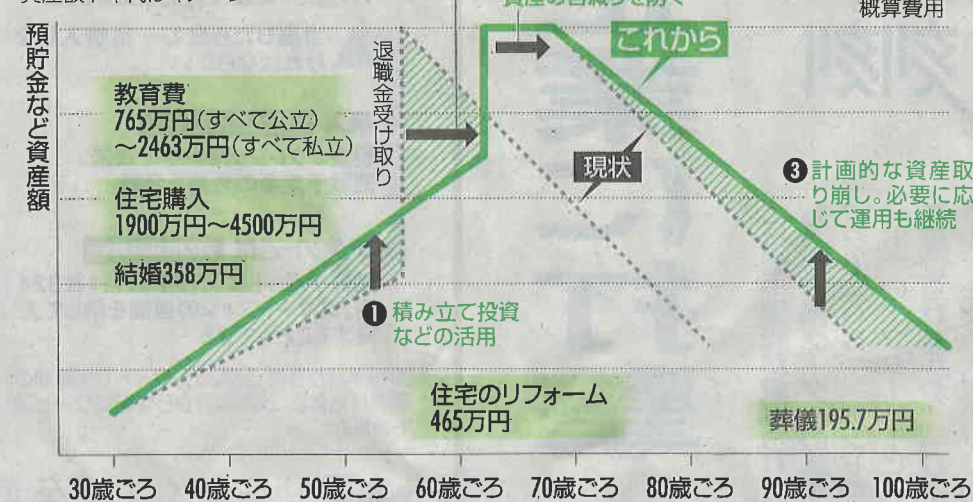 概算費用
預貯金など資産額
退職金受け取り
これから
教育費
765万円(すべて公立)
～2463万円(すべて私立)
現状
住宅購入
1900万円～4500万円
❸計画的な資産取
り崩し。必要に応
じて運用も継続
結婚358万円
❶積み立て投資
などの活用
住宅のリフォーム
465万円
葬儀195.7万円
30歳ごろ 40歳ごろ 50歳ごろ 60歳ごろ 70歳ごろ 80歳ごろ 90歳ごろ 100歳ごろ